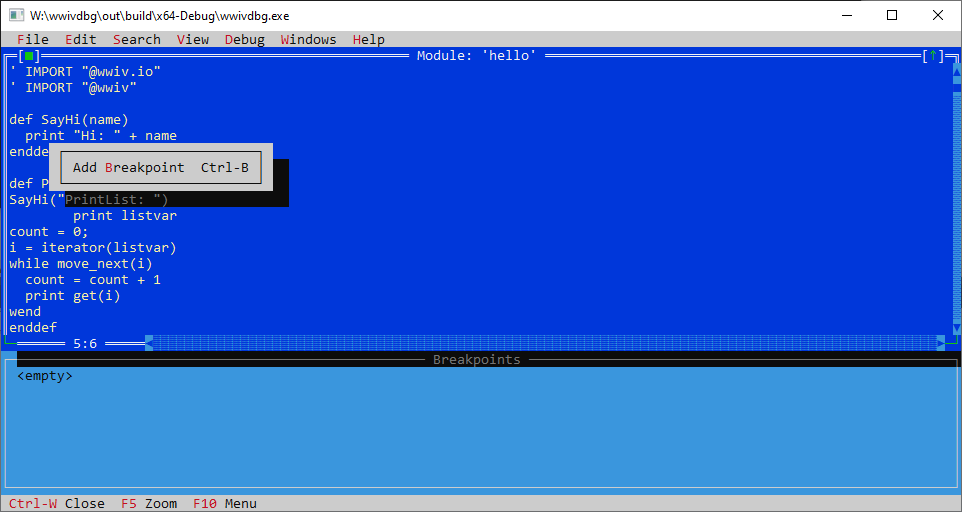 W:\wwivdbg\out\build\x64-Debug\wwivdbg.exe
File Edit Search View Debug Windows Help
Module: 'hello'
' IMPORT "@wwiv.io"
' IMPORT "@wwiv"
def SayHi(name)
print "Hi: " + name
endde
Add Breakpoint Ctrl-B
def P
SayHi("PrintList: ")
print listvar
count = 0;
i = iterator(listvar)
while move_next(i)
count = count + 1
print get(i)
wend
enddef
5:6
Breakpoints
<empty>
Ctrl-W Close F5 Zoom F10 Menu